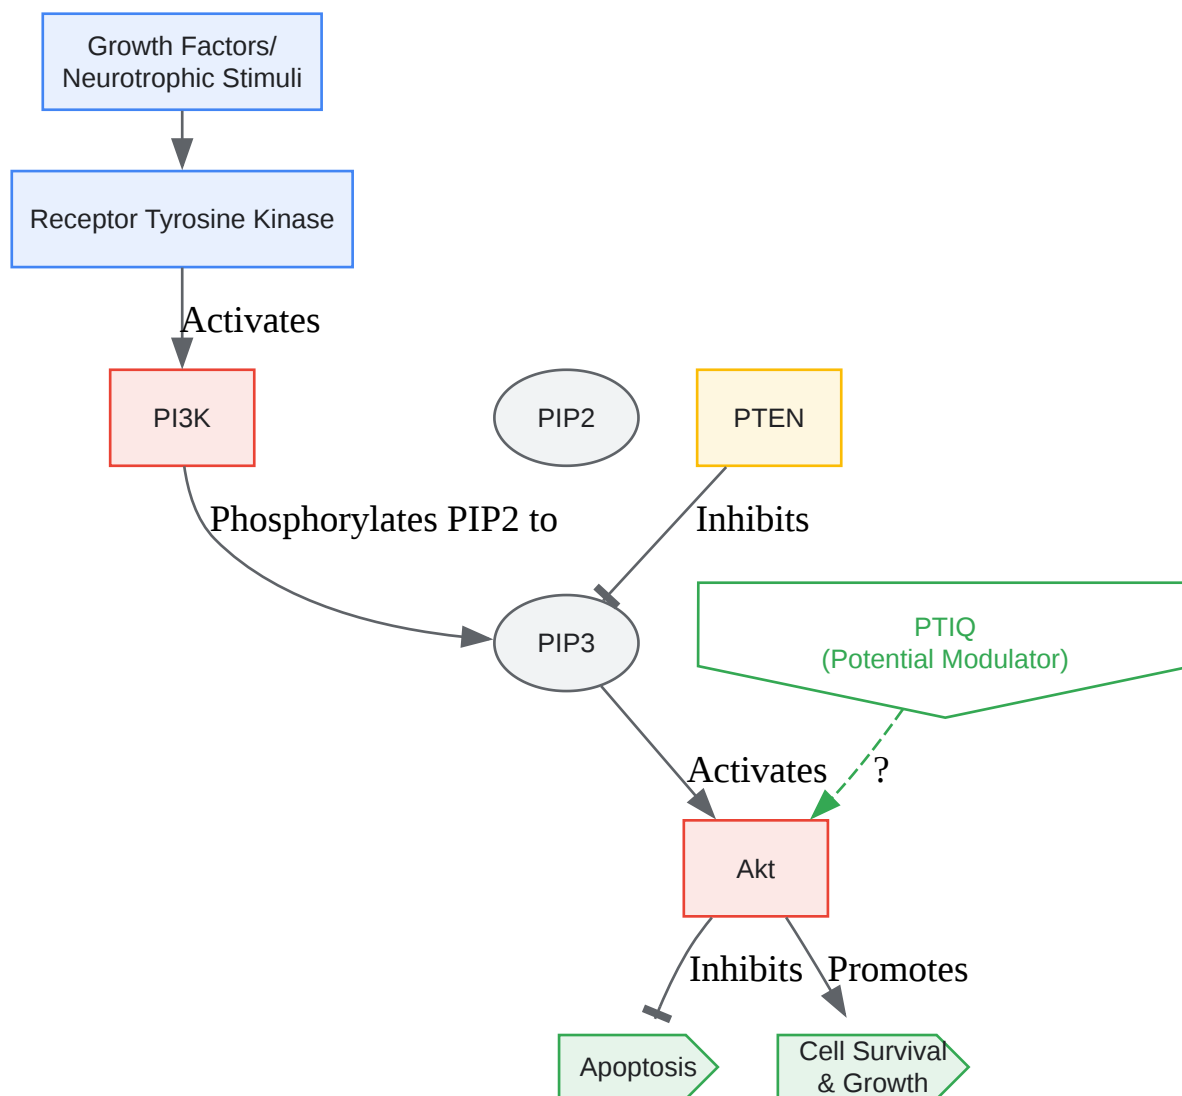 Growth Factors/
Neurotrophic Stimuli
Receptor Tyrosine Kinase
Activates
PI3K
PIP2
PTEN
Phosphorylates PIP2 to
Inhibits
PIP3
PTIQ
(Potential Modulator)
Activates
?
Akt
Inhibits
Promotes
Apoptosis
Cell Survival
& Growth